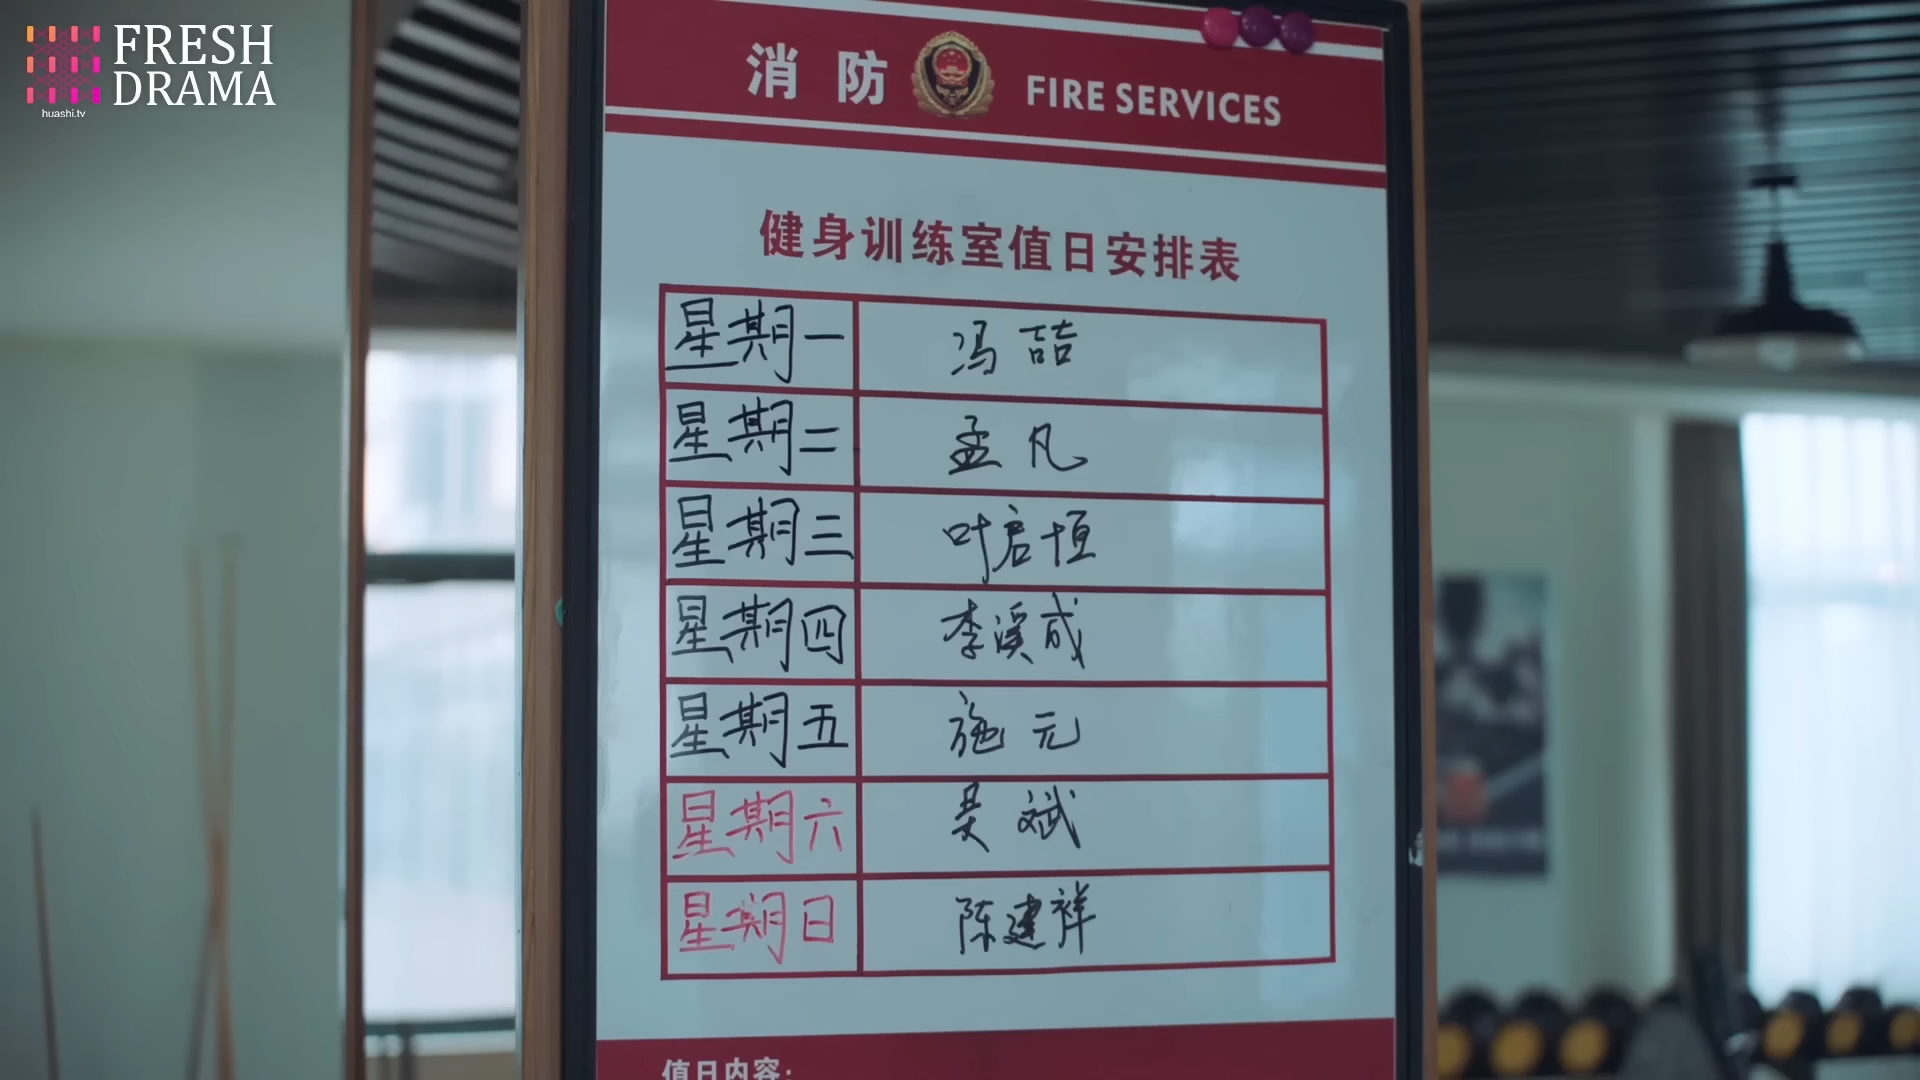 FRESH
DRAMA
huashi.tv
消防 FIRE SERVICES
健身训练室值日安排表
星期一 冯喆
星期二 孟凡
星期三 叶启恒
星期四 李溪成
星期五 施元
星期六 吴斌
星期日 陈建祥
值日内容: